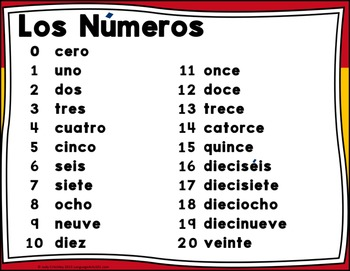 Los Números
0 cero
1 uno
2 dos
3 tres
4 cuatro
5 cinco
6 seis
7 siete
8 ocho
9 neuve
10 diez
11 once
12 doce
13 trece
14 catorce
15 quince
16 dieciséis
17 diecisiete
18 dieciocho
19 diecinueve
20 veinte